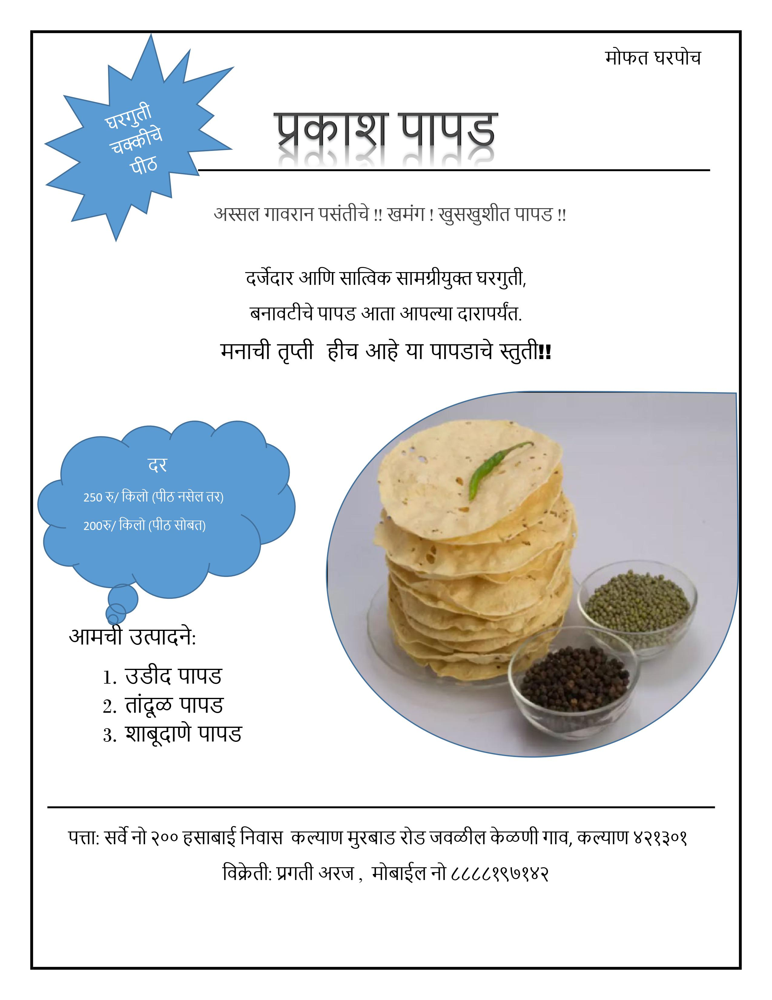 मोफत घरपोच
घरगुती
चक्कीचे
पीठ
प्रकाश पापड
अस्सल गावरान पसंतीचे !! खमंग ! खुसखुशीत पापड !!
दर्जेदार आणि सात्विक सामग्रीयुक्त घरगुती,
बनावटीचे पापड आता आपल्या दारापर्यंत.
मनाची तृप्ती हीच आहे या पापडाचे स्तुती!!
दर
250 रु/ किलो (पीठ नसेल तर)
200रु/ किलो (पीठ सोबत)
आमची उत्पादने:
1. उडीद पापड
2. तांदूळ पापड
3. शाबूदाणे पापड
पत्ता: सर्वे नो २०० हसाबाई निवास कल्याण मुरबाड रोड जवळील केळणी गाव, कल्याण ४२१३०१
विक्रेती: प्रगती अरज , मोबाईल नो ८८८८१९७१४२